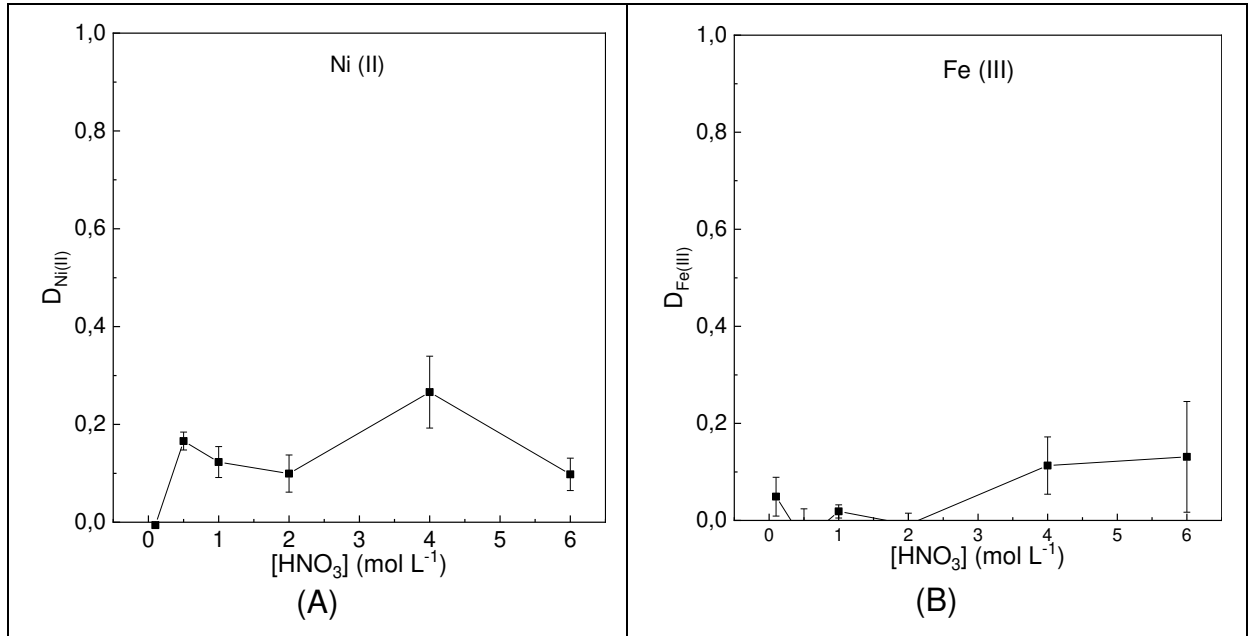 Ni (II)
1,0
0,8
0,6
0,4
0,2
0,0
D_Ni(II)
0 1 2 3 4 5 6
[HNO3] (mol L-1)
(A)
Fe (III)
1,0
0,8
0,6
0,4
0,2
0,0
D_Fe(III)
0 1 2 3 4 5 6
[HNO3] (mol L-1)
(B)